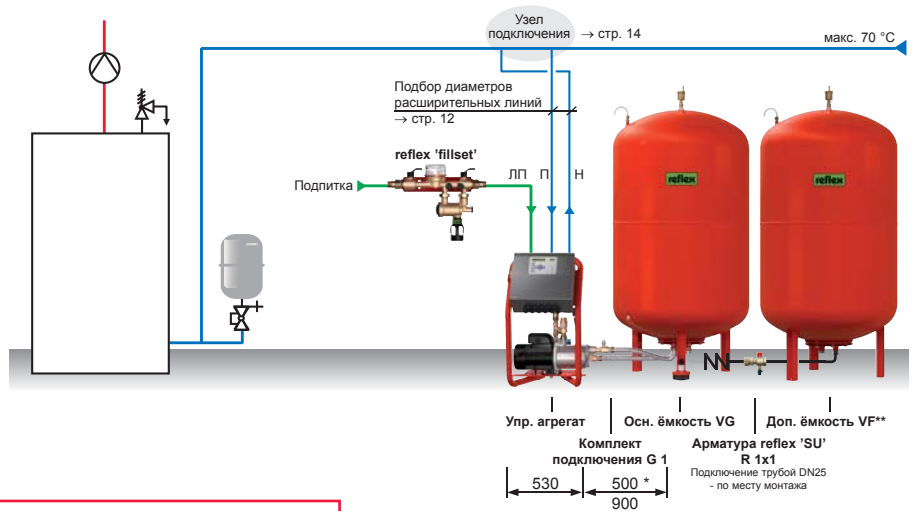 Узел
подключения → стр. 14
макс. 70 °C
Подбор диаметров
расширительных линий
→ стр. 12
reflex 'fillset'
Подпитка
ЛП П Н
reflex
reflex
Упр. агрегат
Осн. ёмкость VG
Доп. ёмкость VF**
Комплект
подключения G 1
Арматура reflex 'SU'
R 1x1
Подключение трубой DN25
- по месту монтажа
530
500 *
900